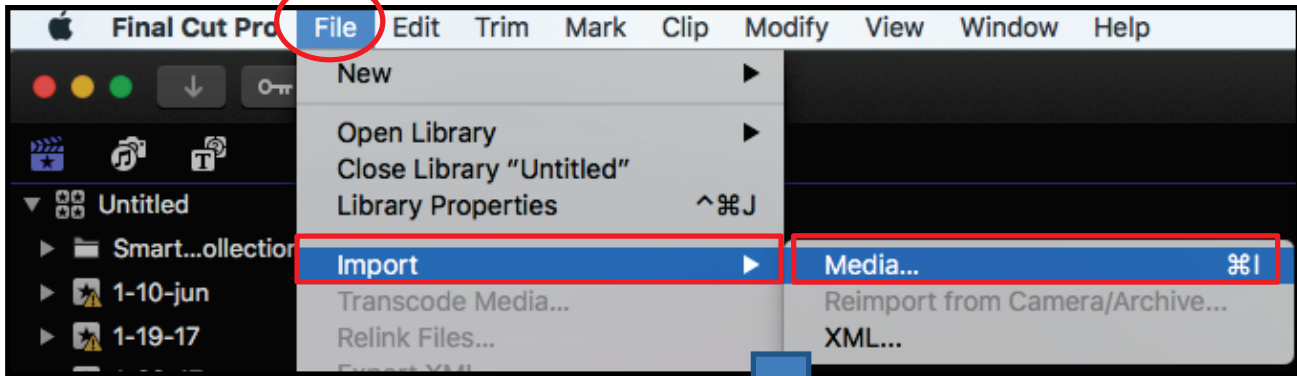 Final Cut Pro File Edit Trim Mark Clip Modify View Window Help
New
Open Library
Close Library “Untitled”
Library Properties ^⌘J
Import
Transcode Media...
Relink Files...
Media... ⌘I
Reimport from Camera/Archive...
XML...
Untitled
Smart...ollection
1-10-jun
1-19-17